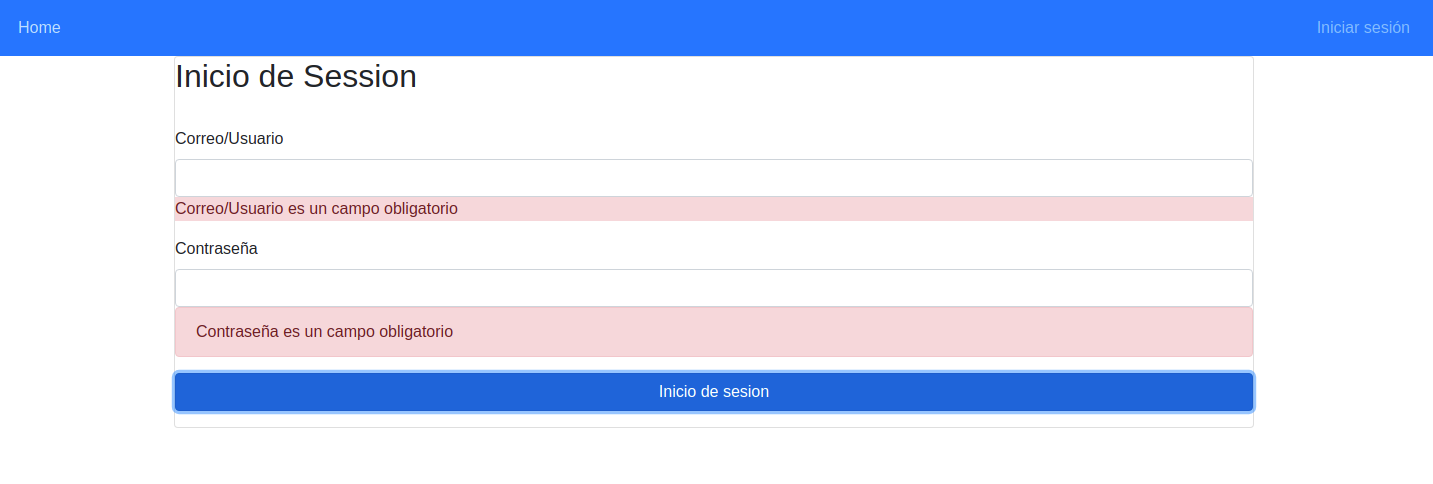 Home
Iniciar sesión
Inicio de Session
Correo/Usuario
Correo/Usuario es un campo obligatorio
Contraseña
Contraseña es un campo obligatorio
Inicio de sesion